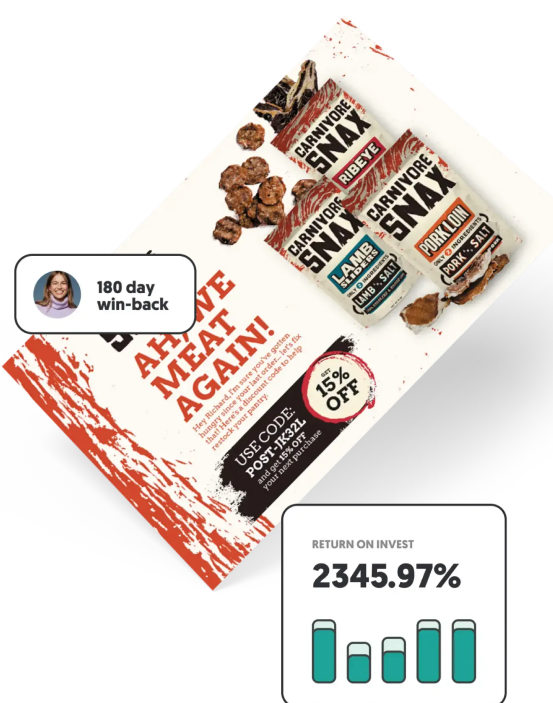 CARNIVORE
SNAX
RIBEYE
CARNIVORE
SNAX
LAMB
SLIDERS
ONLY 2 INGREDIENTS
LAMB SALT
CARNIVORE
SNAX
PORK LOIN
ONLY 2 INGREDIENTS
PORK SALT
180 day
win-back
AH, WE
MEAT
AGAIN!
Hey Richard, I'm sure you've gotten
hungry since your last order... let's fix
that! Here's a discount code to help
restock your pantry.
GET
15%
OFF
USE CODE:
POST-JK32L
and get 15% OFF
your next purchase
RETURN ON INVEST
2345.97%